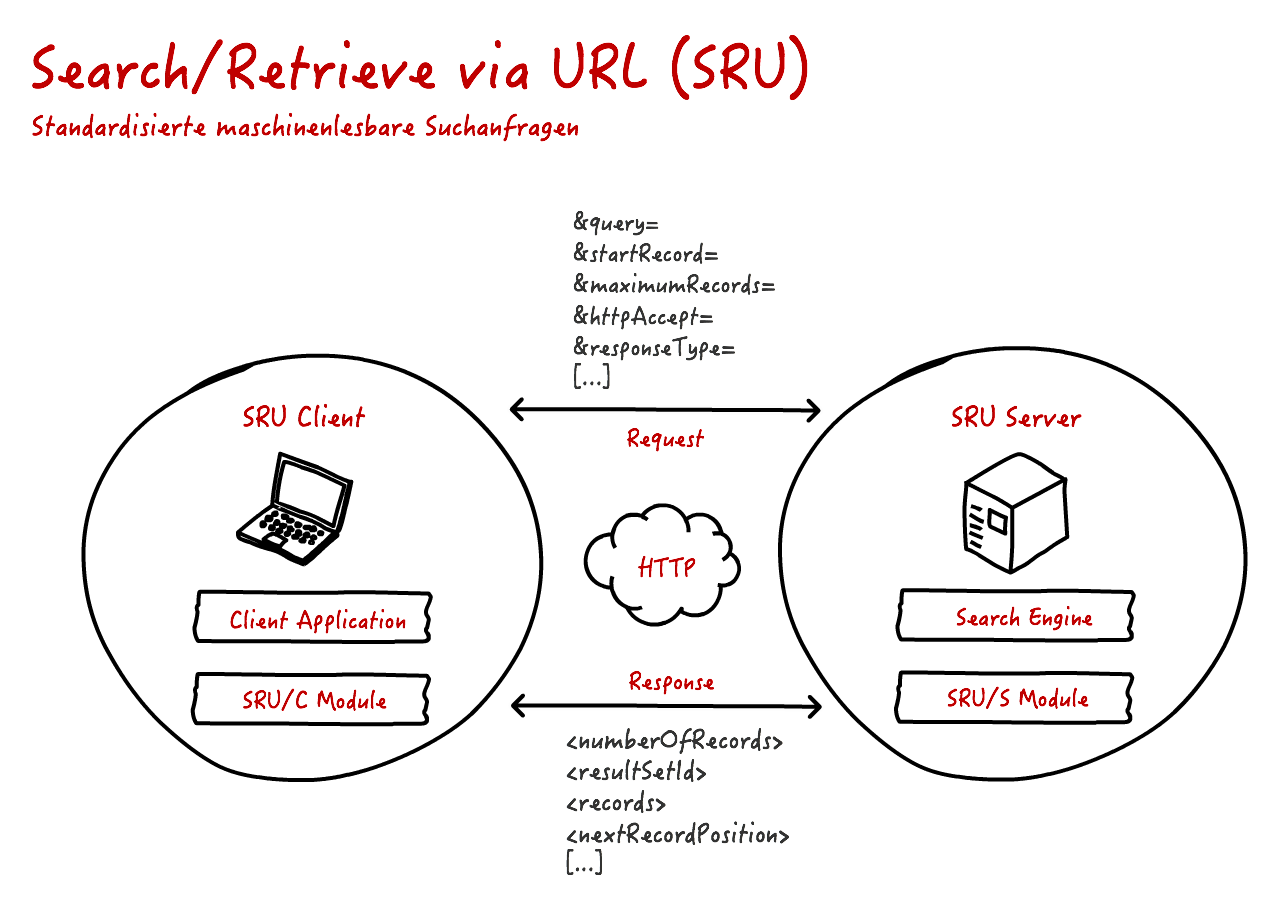 Search/Retrieve via URL (SRU)
Standardisierte maschinenlesbare Suchanfragen
&query=
&startRecord=
&maximumRecords=
&httpAccept=
&responseType=
[...]
SRU Client
SRU Server
Request
HTTP
Client Application
Search Engine
SRU/C Module
SRU/S Module
Response
<numberOfRecords>
<resultSetId>
<records>
<nextRecordPosition>
[...]